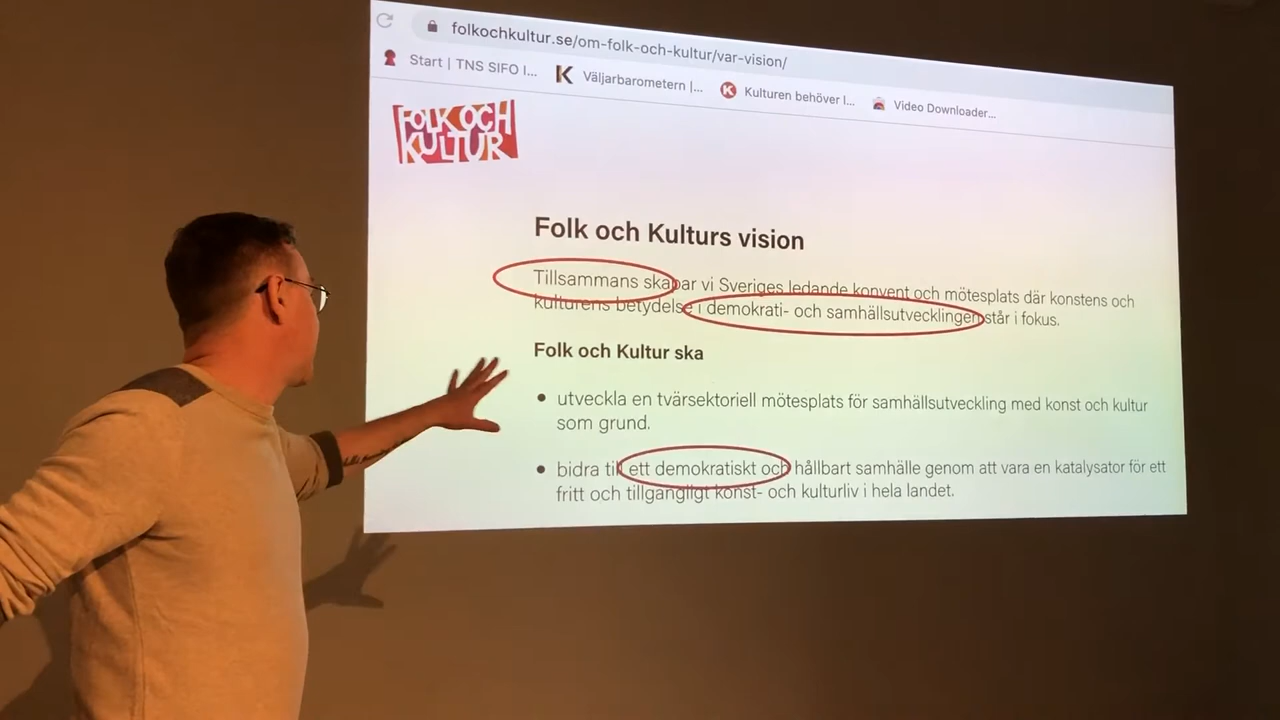 folkochkultur.se/om-folk-och-kultur/var-vision/
Start | TNS SIFO I... Väljarbarometern |... Kulturen behöver I... Video Downloader...
FOLK OCH
KULTUR
Folk och Kulturs vision
Tillsammans skapar vi Sveriges ledande konvent och mötesplats där konstens och
kulturens betydelse i demokrati- och samhällsutvecklingen står i fokus.
Folk och Kultur ska
• utveckla en tvärsektoriell mötesplats för samhällsutveckling med konst och kultur
som grund.
• bidra till ett demokratiskt och hållbart samhälle genom att vara en katalysator för ett
fritt och tillgängligt konst- och kulturliv i hela landet.